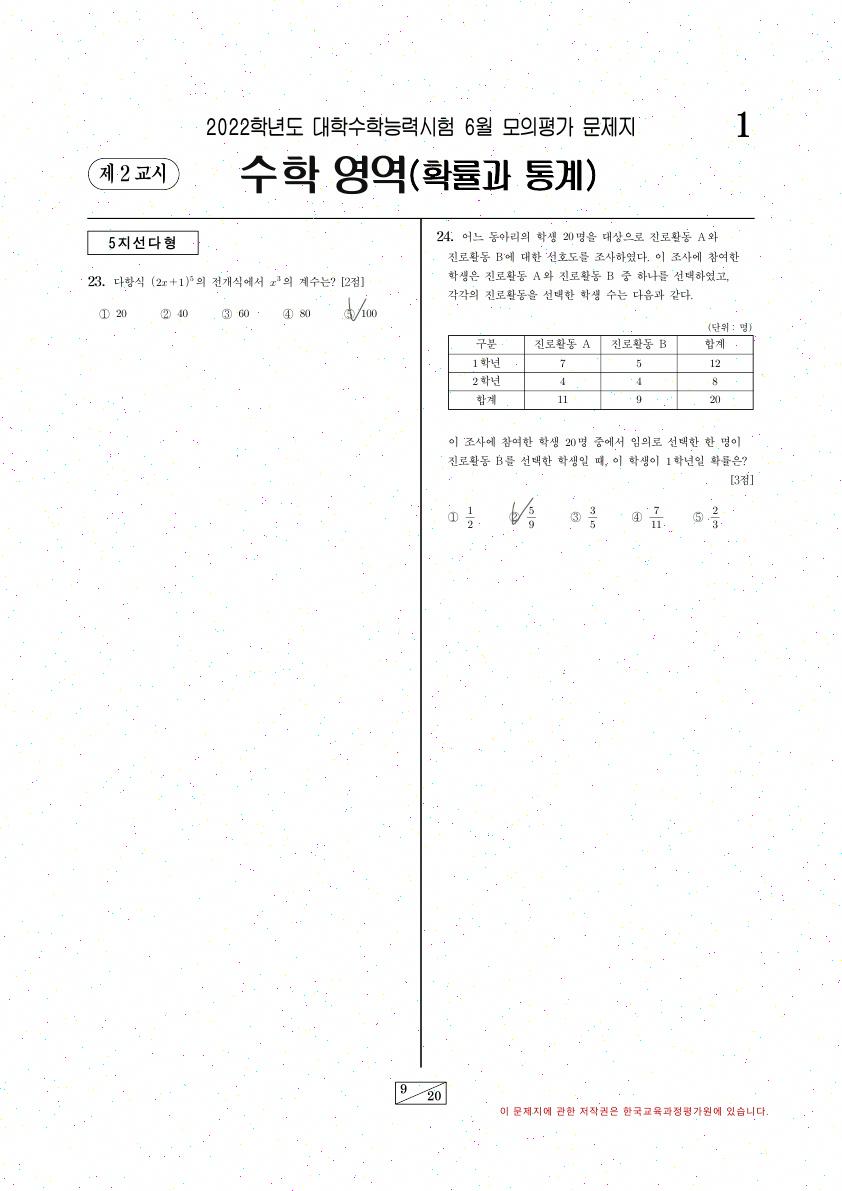 2022학년도 대학수학능력시험 6월 모의평가 문제지
1
제 2 교시
수학 영역(확률과 통계)
5지선다형
23. 다항식 (2x+1)⁵의 전개식에서 x³의 계수는? [2점]
① 20 ② 40 ③ 60 ④ 80 ⑤ 100
24. 어느 동아리의 학생 20명을 대상으로 진로활동 A와
진로활동 B에 대한 선호도를 조사하였다. 이 조사에 참여한
학생은 진로활동 A와 진로활동 B 중 하나를 선택하였고,
각각의 진로활동을 선택한 학생 수는 다음과 같다.
(단위 : 명)
구분 진로활동 A 진로활동 B 합계
1학년 7 5 12
2학년 4 4 8
합계 11 9 20
이 조사에 참여한 학생 20명 중에서 임의로 선택한 한 명이
진로활동 B를 선택한 학생일 때, 이 학생이 1학년일 확률은?
[3점]
① 1/2 ② 5/9 ③ 3/5 ④ 7/11 ⑤ 2/3
9
20
이 문제지에 관한 저작권은 한국교육과정평가원에 있습니다.